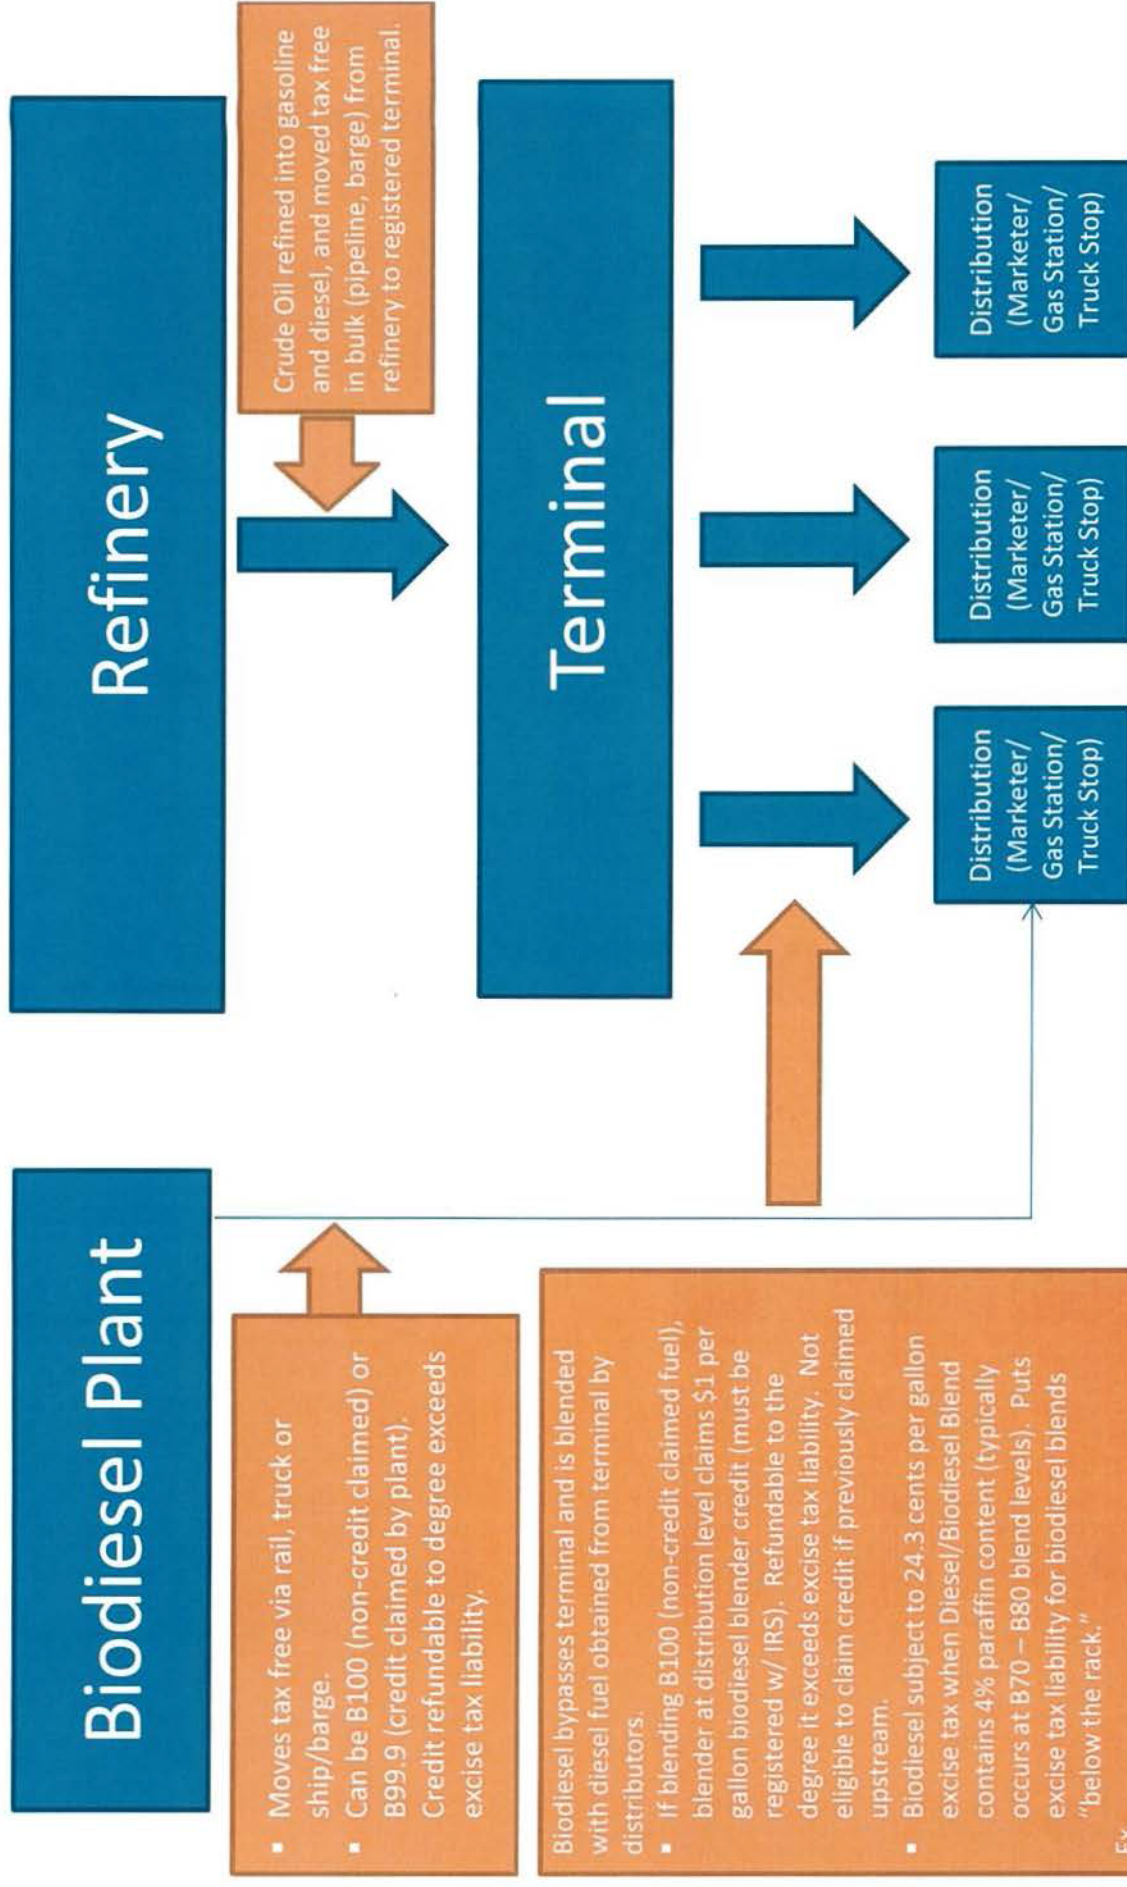 Biodiesel Plant
▪ Moves tax free via rail, truck or
ship/barge.
▪ Can be B100 (non-credit claimed) or
B99.9 (credit claimed by plant).
Credit refundable to degree exceeds
excise tax liability.
Biodiesel bypasses terminal and is blended
with diesel fuel obtained from terminal by
distributors.
▪ If blending B100 (non-credit claimed fuel),
blender at distribution level claims $1 per
gallon biodiesel blender credit (must be
registered w/ IRS). Refundable to the
degree it exceeds excise tax liability. Not
eligible to claim credit if previously claimed
upstream.
▪ Biodiesel subject to 24.3 cents per gallon
excise tax when Diesel/Biodiesel Blend
contains 4% paraffin content (typically
occurs at B70 – B80 blend levels). Puts
excise tax liability for biodiesel blends
“below the rack.”
Refinery
Crude Oil refined into gasoline
and diesel, and moved tax free
in bulk (pipeline, barge) from
refinery to registered terminal.
Terminal
Distribution
(Marketer/
Gas Station/
Truck Stop)
Distribution
(Marketer/
Gas Station/
Truck Stop)
Distribution
(Marketer/
Gas Station/
Truck Stop)